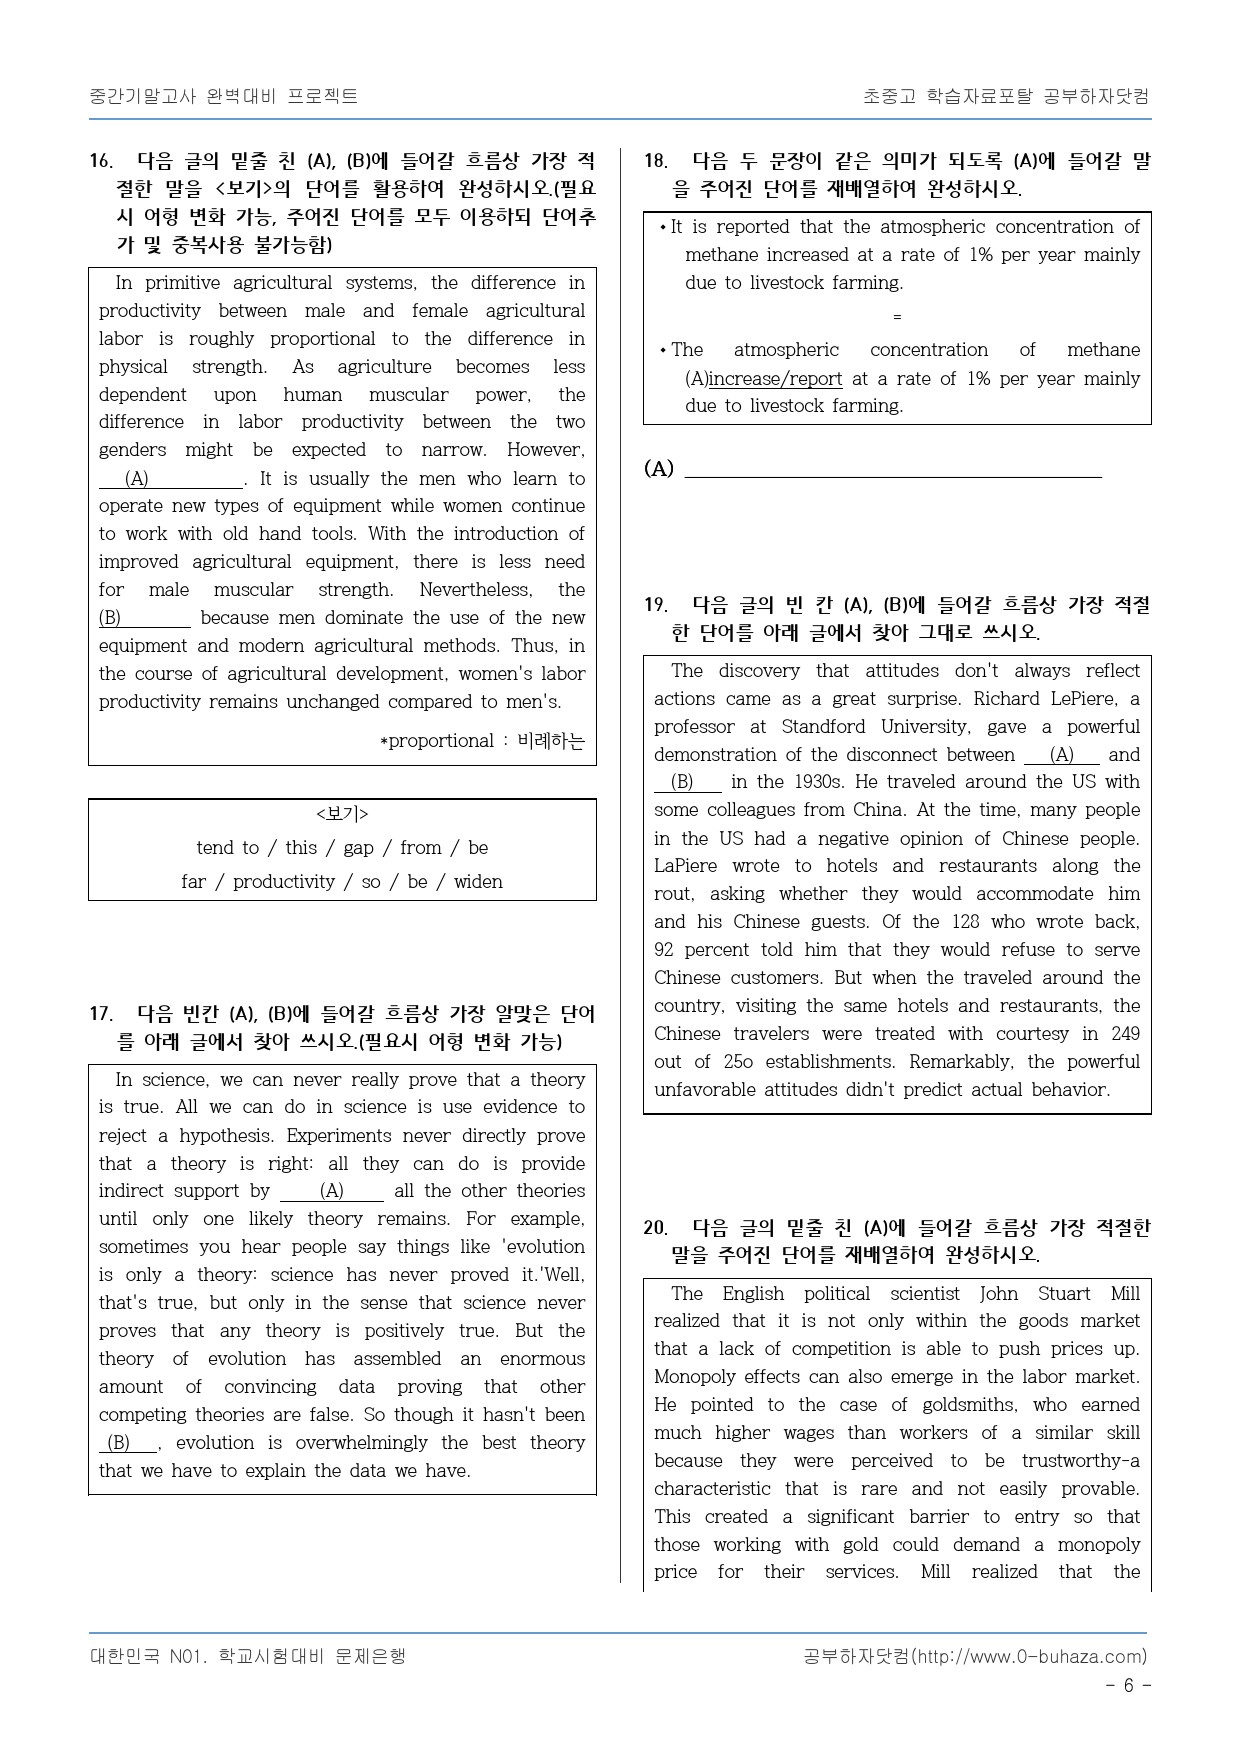 중간기말고사 완벽대비 프로젝트
초중고 학습자료포탈 공부하자닷컴
16. 다음 글의 밑줄 친 (A), (B)에 들어갈 흐름상 가장 적
절한 말을 <보기>의 단어를 활용하여 완성하시오.(필요
시 어형 변화 가능, 주어진 단어를 모두 이용하되 단어추
가 및 중복사용 불가능함)
In primitive agricultural systems, the difference in
productivity between male and female agricultural
labor is roughly proportional to the difference in
physical strength. As agriculture becomes less
dependent upon human muscular power, the
difference in labor productivity between the two
genders might be expected to narrow. However,
(A) . It is usually the men who learn to
operate new types of equipment while women continue
to work with old hand tools. With the introduction of
improved agricultural equipment, there is less need
for male muscular strength. Nevertheless, the
(B) because men dominate the use of the new
equipment and modern agricultural methods. Thus, in
the course of agricultural development, women's labor
productivity remains unchanged compared to men's.
*proportional : 비례하는
<보기>
tend to / this / gap / from / be
far / productivity / so / be / widen
17. 다음 빈칸 (A), (B)에 들어갈 흐름상 가장 알맞은 단어
를 아래 글에서 찾아 쓰시오.(필요시 어형 변화 가능)
In science, we can never really prove that a theory
is true. All we can do in science is use evidence to
reject a hypothesis. Experiments never directly prove
that a theory is right: all they can do is provide
indirect support by (A) all the other theories
until only one likely theory remains. For example,
sometimes you hear people say things like 'evolution
is only a theory: science has never proved it.'Well,
that's true, but only in the sense that science never
proves that any theory is positively true. But the
theory of evolution has assembled an enormous
amount of convincing data proving that other
competing theories are false. So though it hasn't been
(B) , evolution is overwhelmingly the best theory
that we have to explain the data we have.
18. 다음 두 문장이 같은 의미가 되도록 (A)에 들어갈 말
을 주어진 단어를 재배열하여 완성하시오.
•It is reported that the atmospheric concentration of
methane increased at a rate of 1% per year mainly
due to livestock farming.
=
•The atmospheric concentration of methane
(A)increase/report at a rate of 1% per year mainly
due to livestock farming.
(A)
19. 다음 글의 빈 칸 (A), (B)에 들어갈 흐름상 가장 적절
한 단어를 아래 글에서 찾아 그대로 쓰시오.
The discovery that attitudes don't always reflect
actions came as a great surprise. Richard LePiere, a
professor at Standford University, gave a powerful
demonstration of the disconnect between (A) and
(B) in the 1930s. He traveled around the US with
some colleagues from China. At the time, many people
in the US had a negative opinion of Chinese people.
LaPiere wrote to hotels and restaurants along the
rout, asking whether they would accommodate him
and his Chinese guests. Of the 128 who wrote back,
92 percent told him that they would refuse to serve
Chinese customers. But when the traveled around the
country, visiting the same hotels and restaurants, the
Chinese travelers were treated with courtesy in 249
out of 25o establishments. Remarkably, the powerful
unfavorable attitudes didn't predict actual behavior.
20. 다음 글의 밑줄 친 (A)에 들어갈 흐름상 가장 적절한
말을 주어진 단어를 재배열하여 완성하시오.
The English political scientist John Stuart Mill
realized that it is not only within the goods market
that a lack of competition is able to push prices up.
Monopoly effects can also emerge in the labor market.
He pointed to the case of goldsmiths, who earned
much higher wages than workers of a similar skill
because they were perceived to be trustworthy-a
characteristic that is rare and not easily provable.
This created a significant barrier to entry so that
those working with gold could demand a monopoly
price for their services. Mill realized that the
대한민국 N01. 학교시험대비 문제은행
공부하자닷컴(http://www.0-buhaza.com)
- 6 -